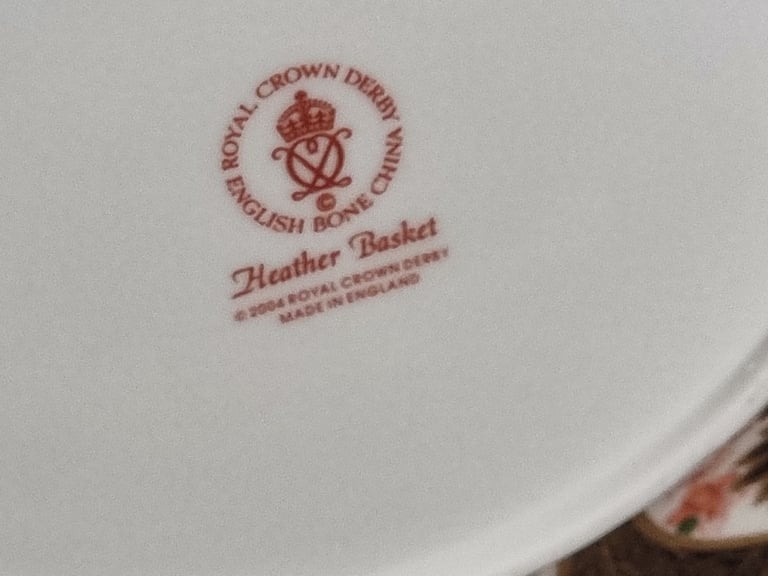 ROYAL CROWN DERBY
ENGLISH BONE CHINA
©
Heather Basket
© 2004 ROYAL CROWN DERBY
MADE IN ENGLAND